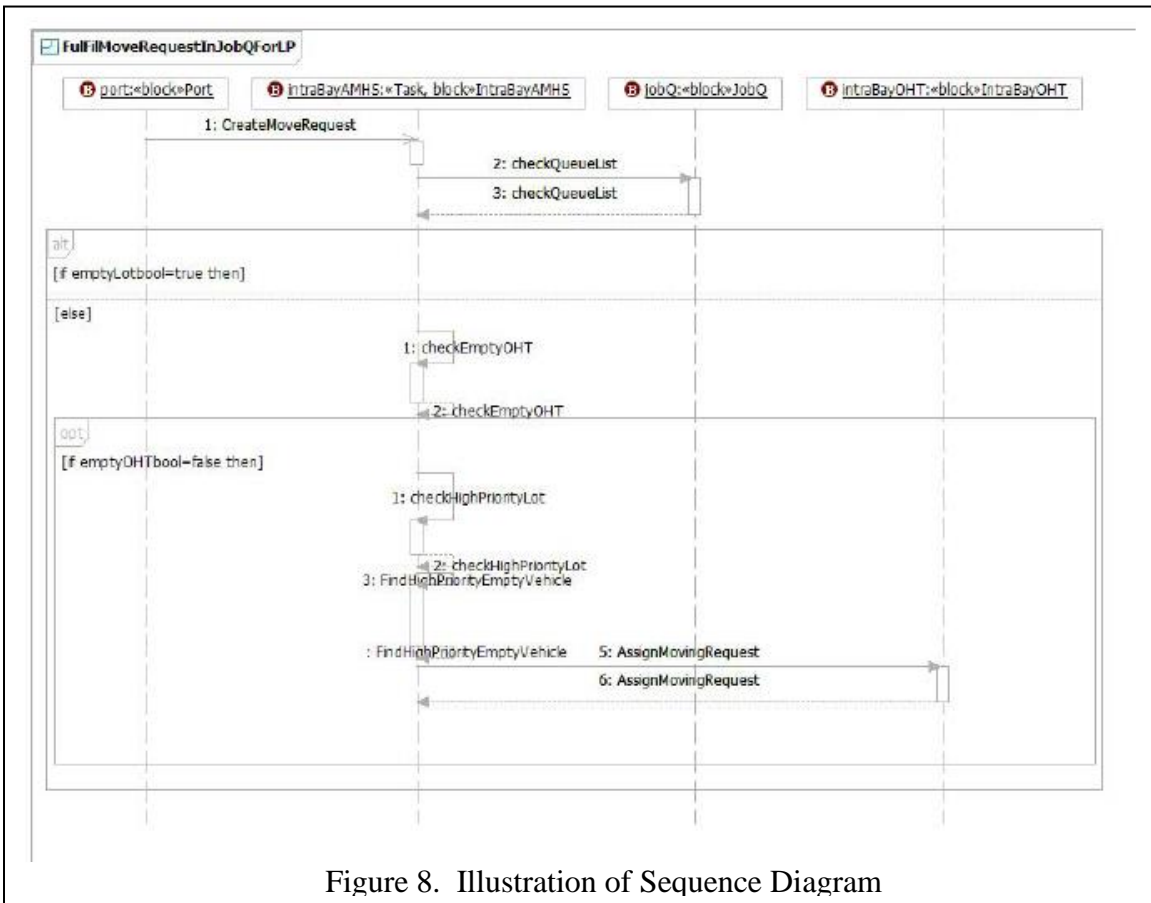 FulFilMoveRequestInJobQForLP
B port:«block»Port B intraBayAMHS:«Task, block»IntraBayAMHS B jobQ:«block»JobQ B intraBayOHT:«block»IntraBayOHT
1: CreateMoveRequest
2: checkQueueList
3: checkQueueList
alt
[if emptyLotbool=true then]
[else]
1: checkEmptyOHT
2: checkEmptyOHT
opt
[if emptyOHTbool=false then]
1: checkHighPriorityLot
2: checkHighPriorityLot
3: FindHighPriorityEmptyVehicle
: FindHighPriorityEmptyVehicle 5: AssignMovingRequest
6: AssignMovingRequest
Figure 8. Illustration of Sequence Diagram